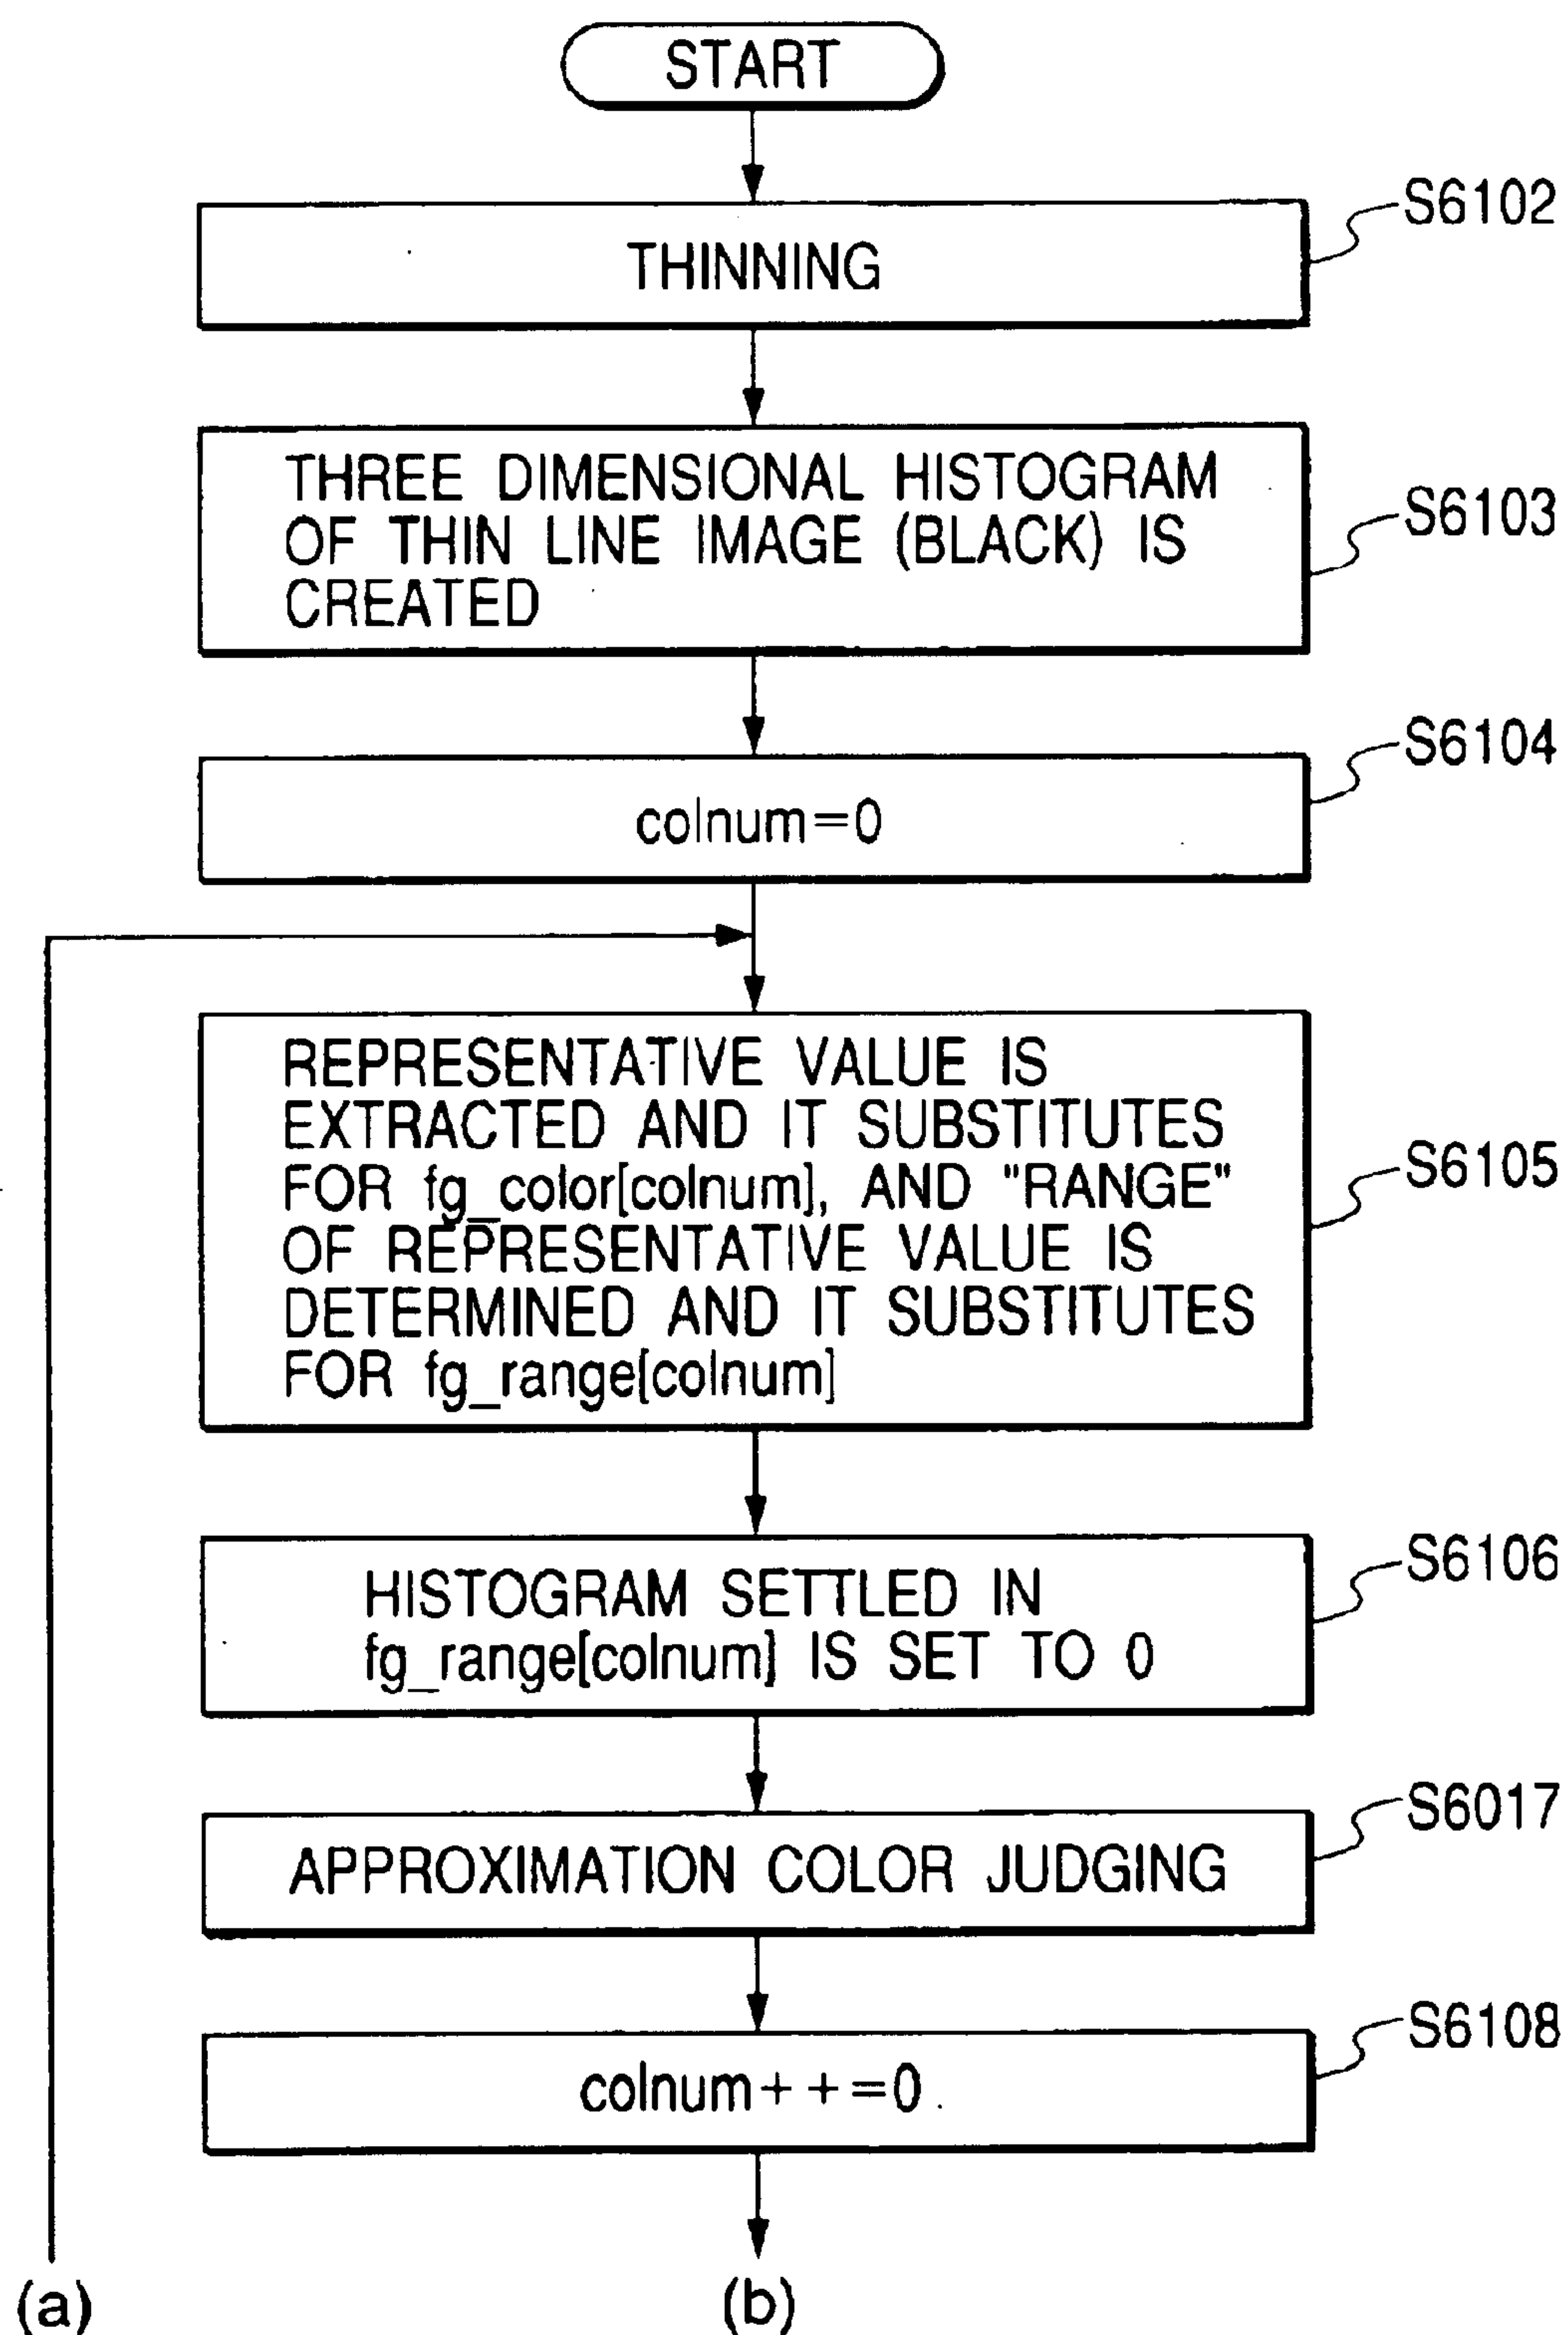 START
S6102
THINNING
THREE DIMENSIONAL HISTOGRAM
OF THIN LINE IMAGE (BLACK) IS
CREATED
S6103
S6104
colnum=0
REPRESENTATIVE VALUE IS
EXTRACTED AND IT SUBSTITUTES
FOR fg_color[colnum], AND "RANGE"
OF REPRESENTATIVE VALUE IS
DETERMINED AND IT SUBSTITUTES
FOR fg_range[colnum]
S6105
HISTOGRAM SETTLED IN
fg_range[colnum] IS SET TO 0
S6106
S6017
APPROXIMATION COLOR JUDGING
S6108
colnum++=0
(a)
(b)